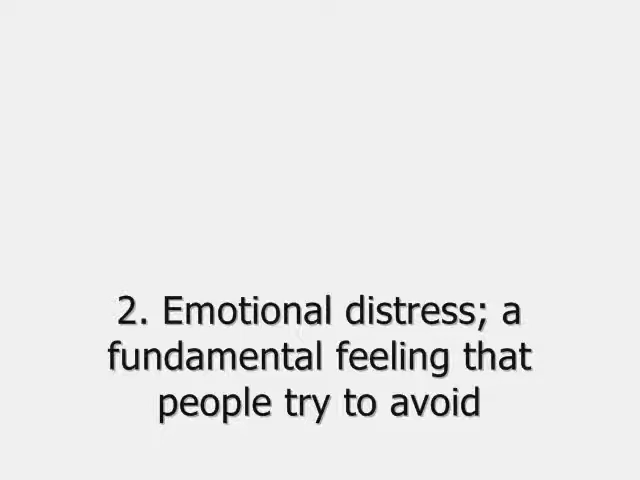 2. Emotional distress; a
fundamental feeling that
people try to avoid